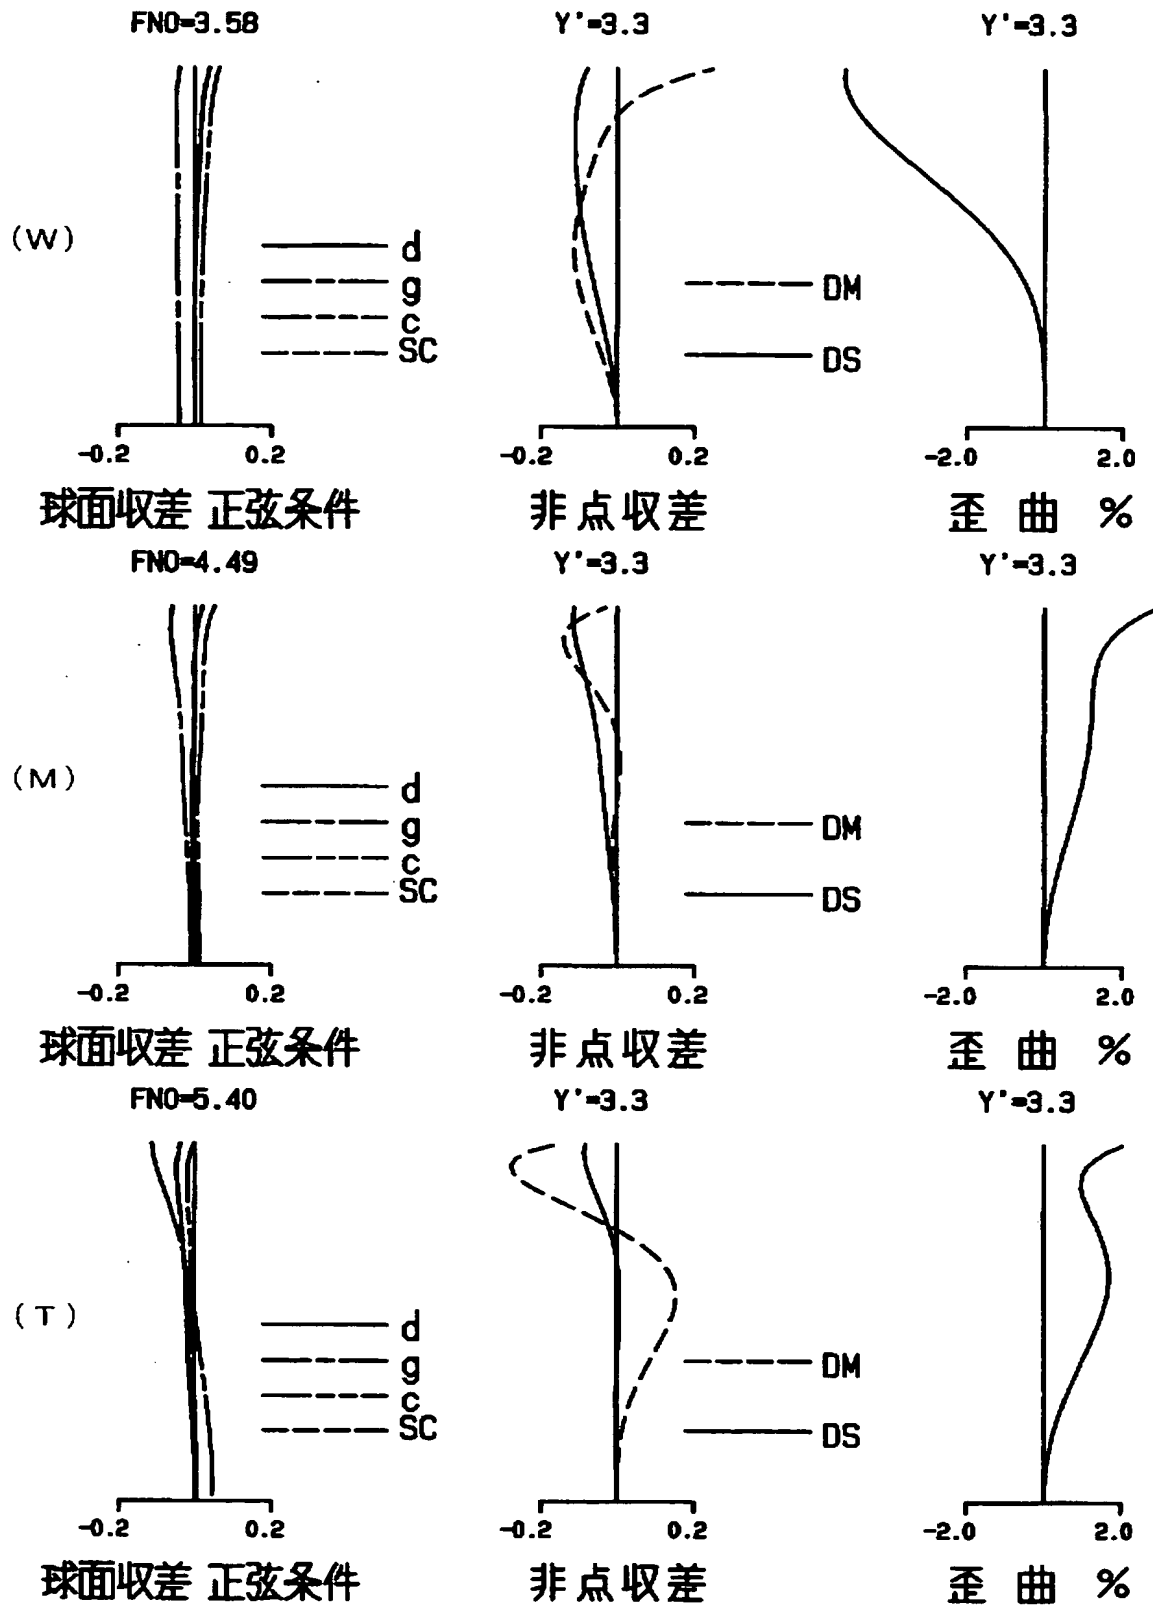 FNO=3.58 Y'=3.3 Y'=3.3
(W)
d
g
c
SC
DM
DS
-0.2 0.2 -0.2 0.2 -2.0 2.0
球面収差 正弦条件 非点収差 歪曲%
FNO=4.49 Y'=3.3 Y'=3.3
(M)
d
g
c
SC
DM
DS
-0.2 0.2 -0.2 0.2 -2.0 2.0
球面収差 正弦条件 非点収差 歪曲%
FNO=5.40 Y'=3.3 Y'=3.3
(T)
d
g
c
SC
DM
DS
-0.2 0.2 -0.2 0.2 -2.0 2.0
球面収差 正弦条件 非点収差 歪曲%